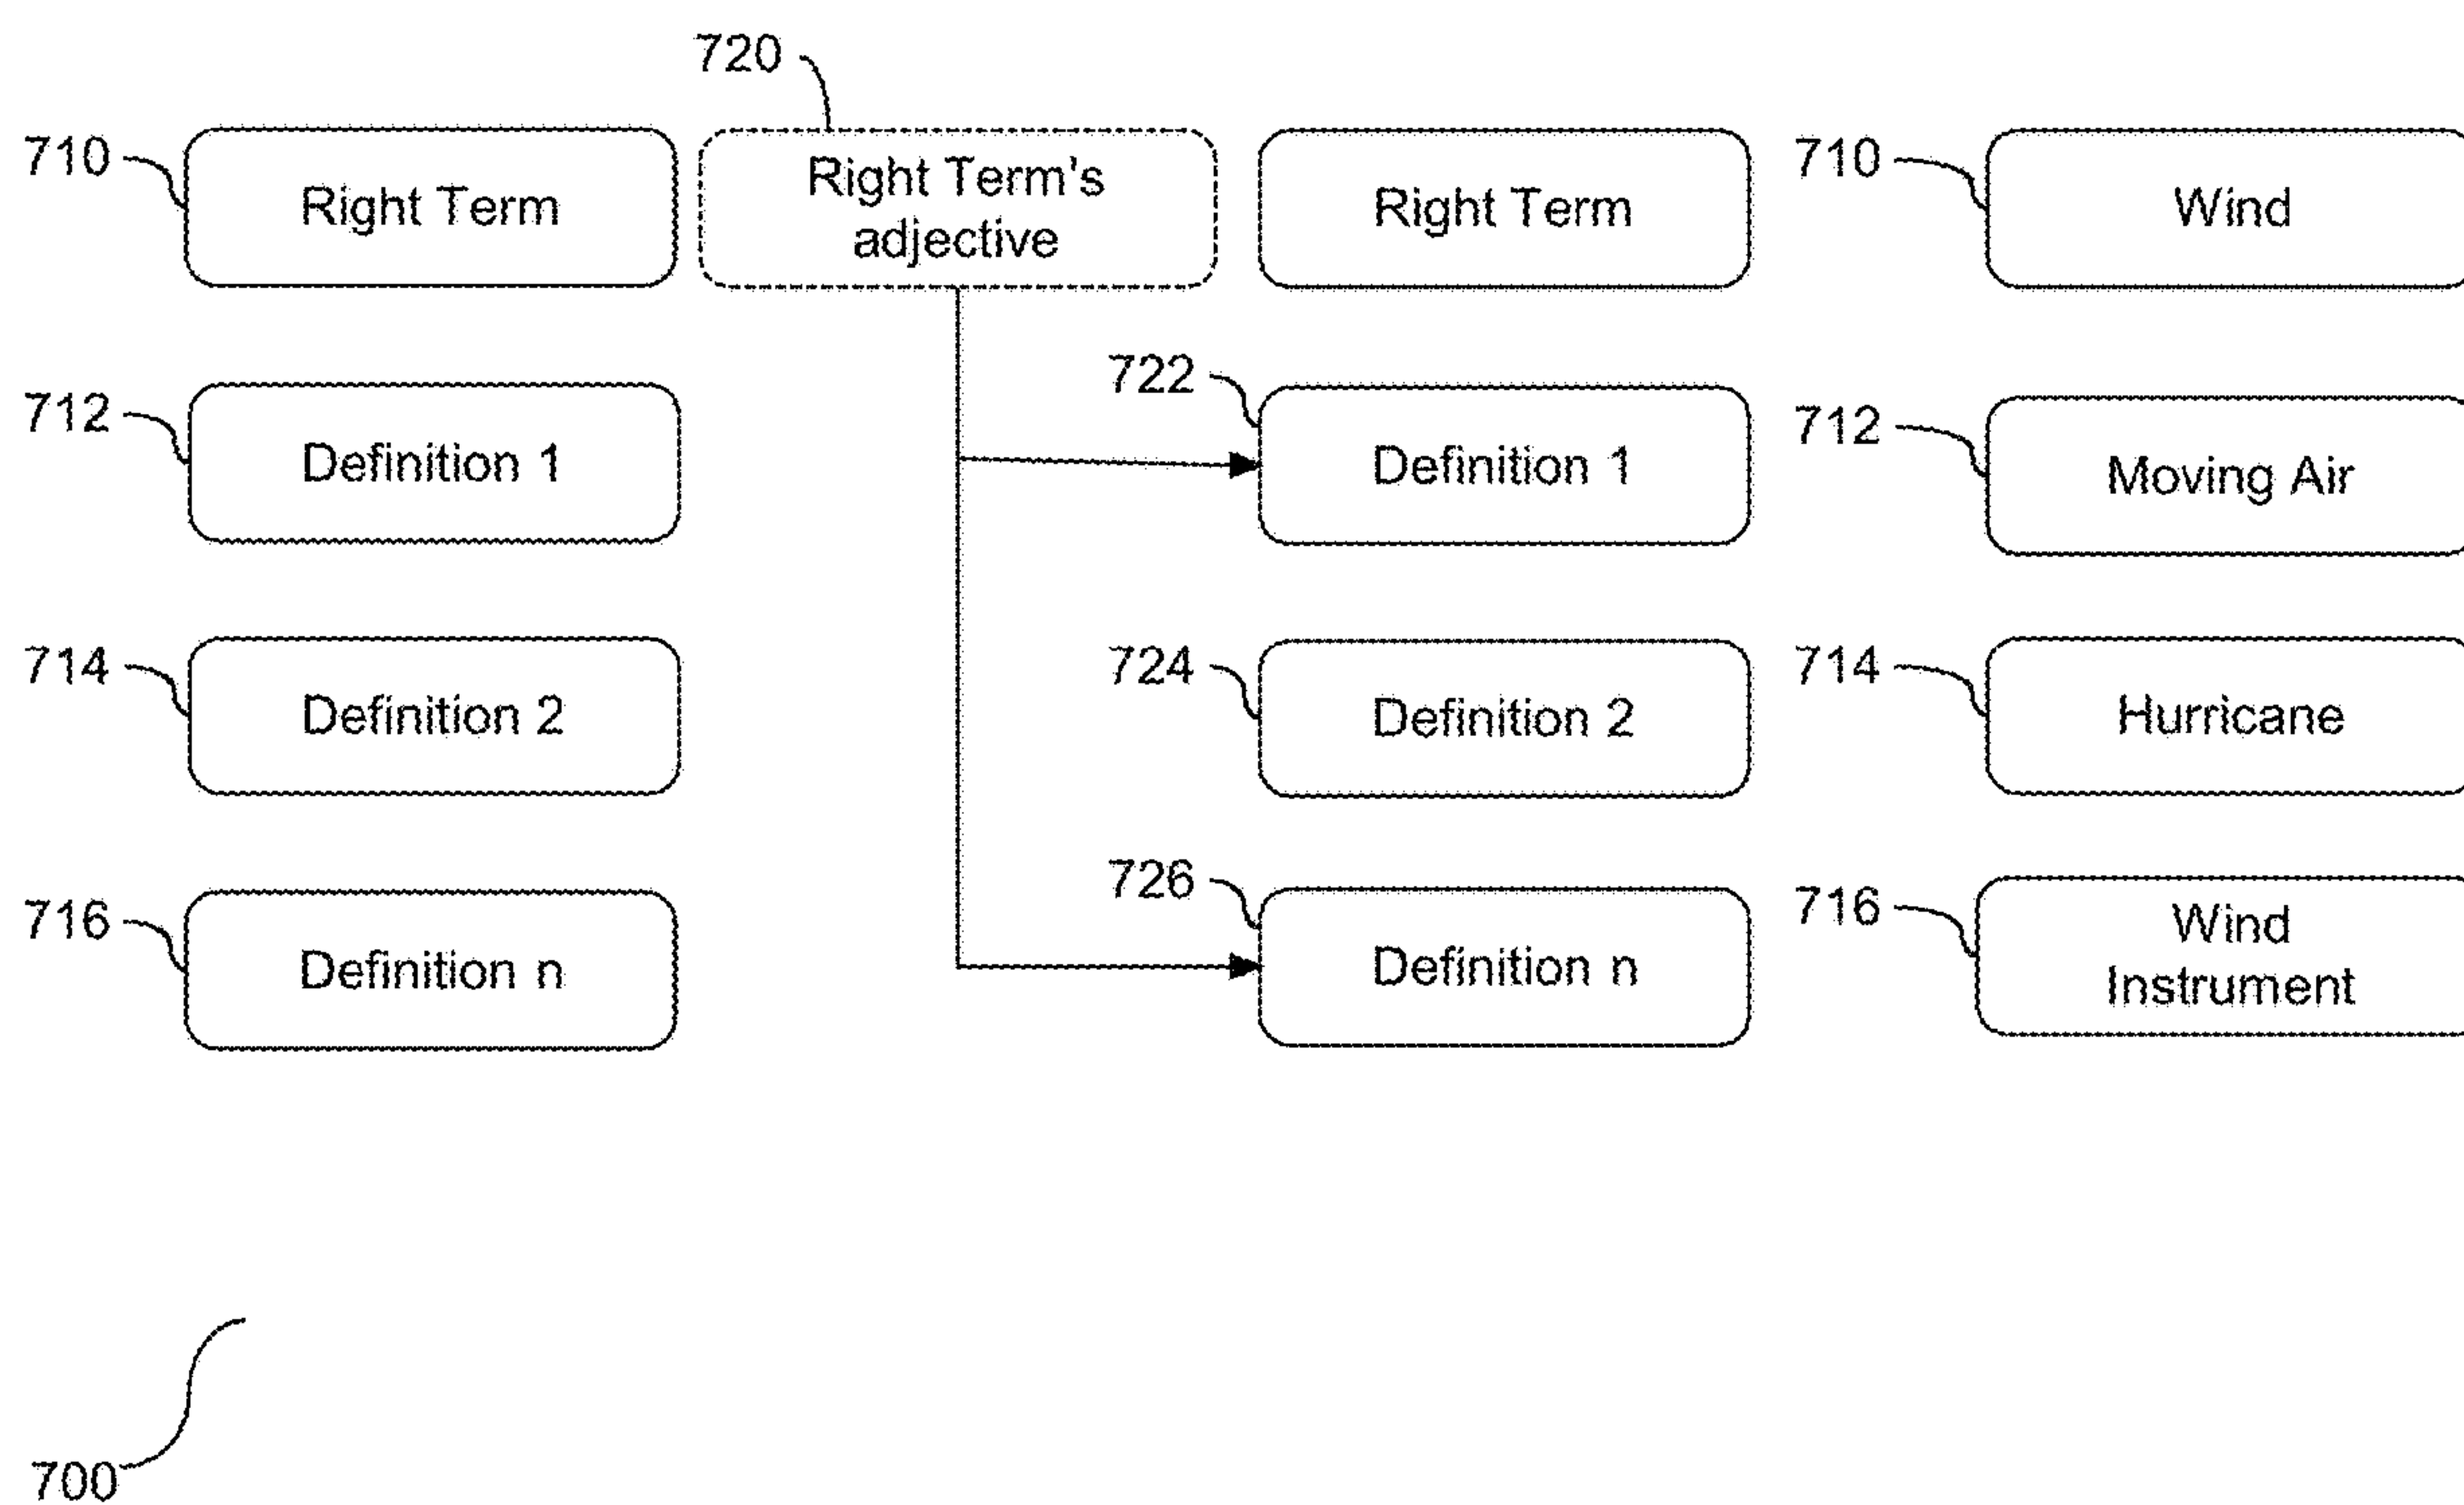 720
710
Right Term
Right Term's
adjective
Right Term
710
Wind
712
Definition 1
722
Definition 1
712
Moving Air
714
Definition 2
724
Definition 2
714
Hurricane
716
Definition n
726
Definition n
716
Wind
Instrument
700